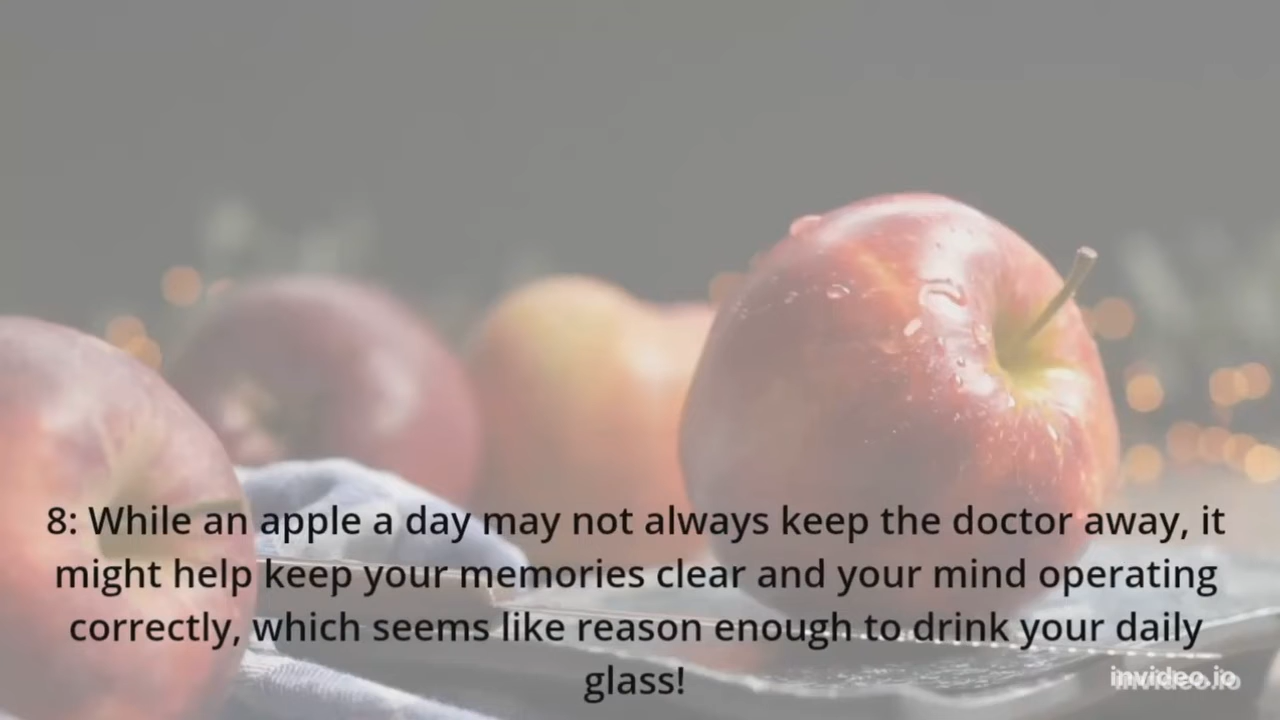 8: While an apple a day may not always keep the doctor away, it
might help keep your memories clear and your mind operating
correctly, which seems like reason enough to drink your daily
glass!
invideo.io